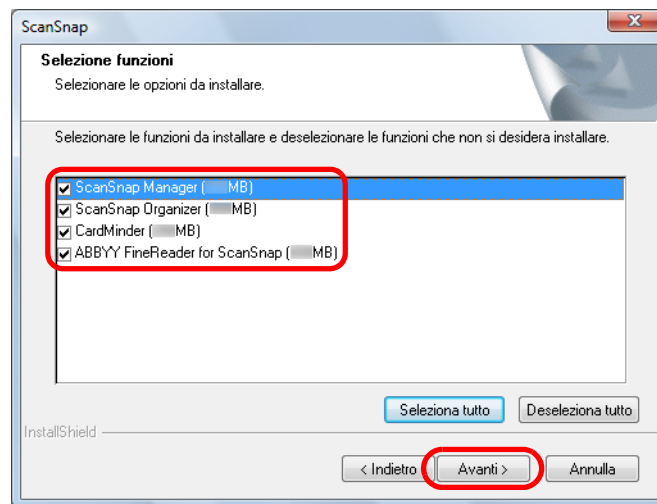 ScanSnap
Selezione funzioni
Selezionare le opzioni da installare.
Selezionare le funzioni da installare e deselezionare le funzioni che non si desidera installare.
ScanSnap Manager ( MB)
ScanSnap Organizer ( MB)
CardMinder ( MB)
ABBYY FineReader for ScanSnap ( MB)
Seleziona tutto Deseleziona tutto
InstallShield
< Indietro Avanti > Annulla